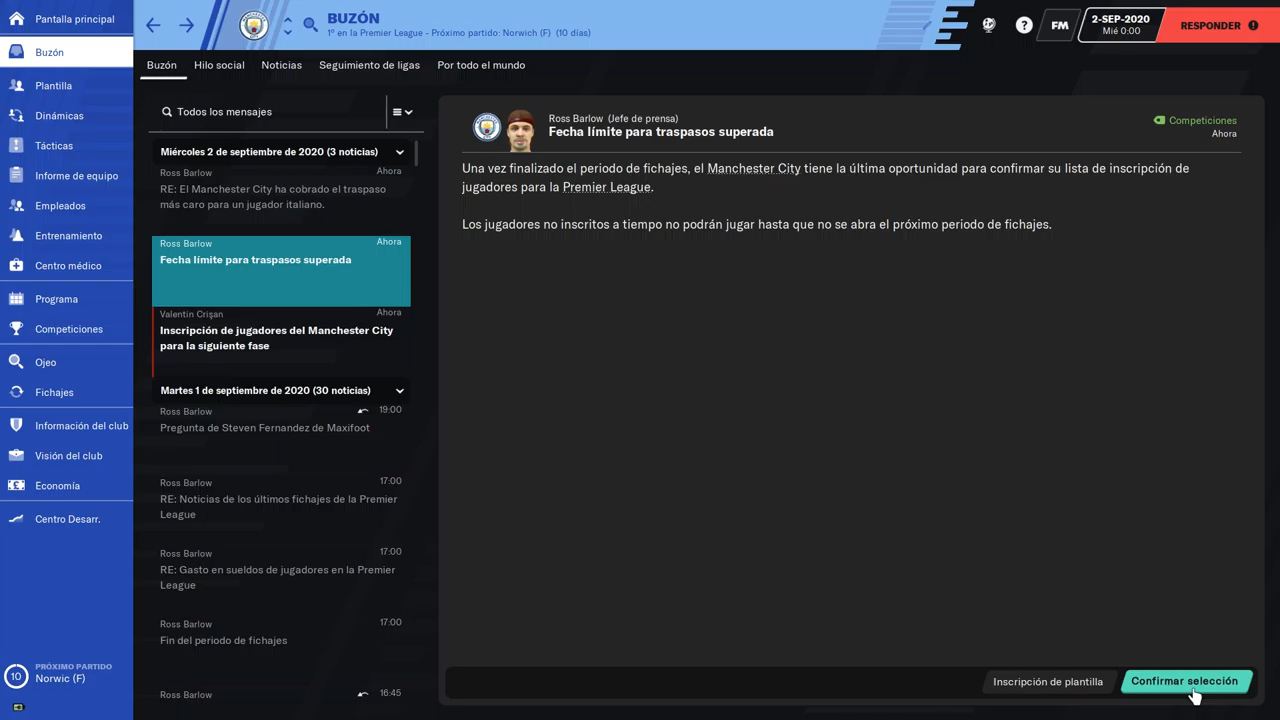 Pantalla principal
Buzón
Plantilla
Dinámicas
Tácticas
Informe de equipo
Empleados
Entrenamiento
Centro médico
Programa
Competiciones
Ojeo
Fichajes
Información del club
Visión del club
Economía
Centro Desarr.
10
PRÓXIMO PARTIDO
Norwic (F)
BUZÓN
1º en la Premier League - Próximo partido: Norwich (F) (10 días)
?
FM
2-SEP-2020
Mié 0:00
RESPONDER
Buzón
Hilo social
Noticias
Seguimiento de ligas
Por todo el mundo
Todos los mensajes
Miércoles 2 de septiembre de 2020 (3 noticias)
Ross Barlow
Ahora
RE: El Manchester City ha cobrado el traspaso
más caro para un jugador italiano.
Ross Barlow
Ahora
Fecha límite para traspasos superada
Valentin Crişan
Ahora
Inscripción de jugadores del Manchester City
para la siguiente fase
Martes 1 de septiembre de 2020 (30 noticias)
Ross Barlow
19:00
Pregunta de Steven Fernandez de Maxifoot
Ross Barlow
17:00
RE: Noticias de los últimos fichajes de la Premier
League
Ross Barlow
17:00
RE: Gasto en sueldos de jugadores en la Premier
League
Ross Barlow
17:00
Fin del periodo de fichajes
Ross Barlow
16:45
Ross Barlow (Jefe de prensa)
Fecha límite para traspasos superada
Competiciones
Ahora
Una vez finalizado el periodo de fichajes, el Manchester City tiene la última oportunidad para confirmar su lista de inscripción de
jugadores para la Premier League.
Los jugadores no inscritos a tiempo no podrán jugar hasta que no se abra el próximo periodo de fichajes.
Inscripción de plantilla
Confirmar selección